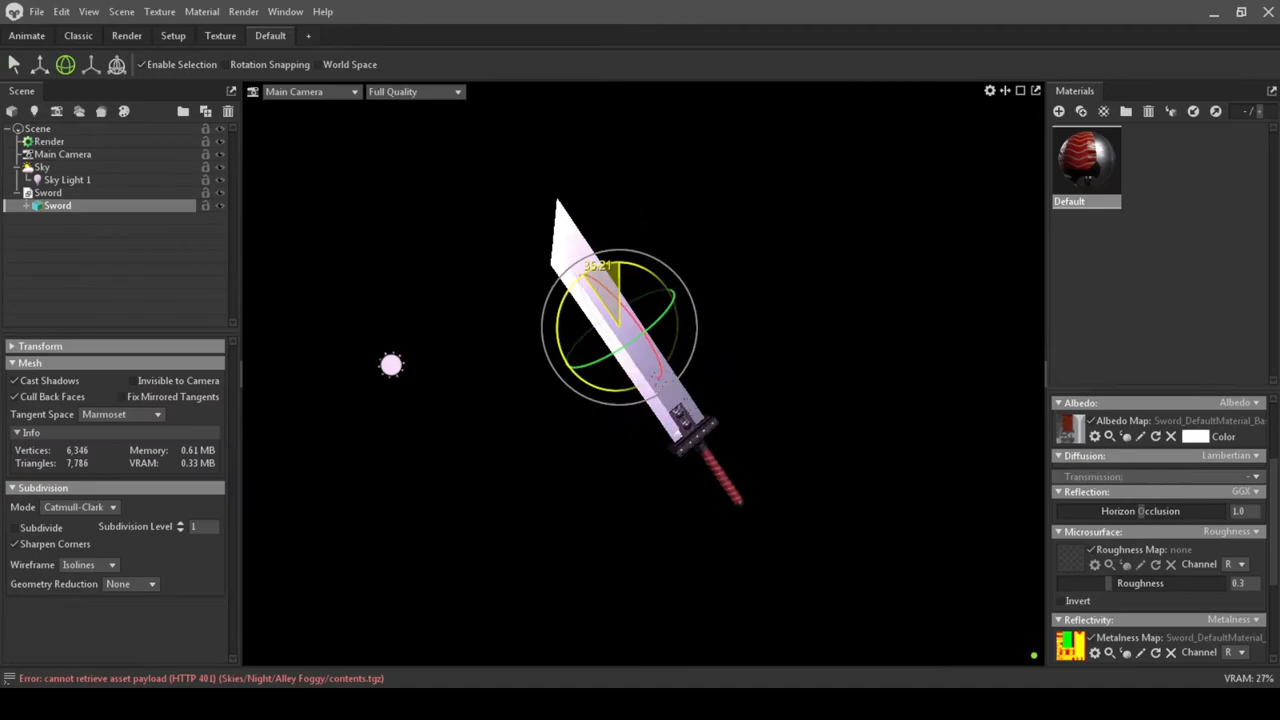 File Edit View Scene Texture Material Render Window Help
Animate Classic Render Setup Texture Default +
Enable Selection Rotation Snapping World Space
Scene
Main Camera Full Quality
Materials
Scene
Render
Main Camera
Sky
Sky Light 1
Sword
Sword
Default
35.21
Transform
Mesh
Cast Shadows Invisible to Camera
Cull Back Faces Fix Mirrored Tangents
Tangent Space Marmoset
Info
Vertices: 6,346 Memory: 0.61 MB
Triangles: 7,786 VRAM: 0.33 MB
Subdivision
Mode Catmull-Clark
Subdivide Subdivision Level 1
Sharpen Corners
Wireframe Isolines
Geometry Reduction None
Albedo: Albedo
Albedo Map: Sword_DefaultMaterial_Ba
Color
Diffusion: Lambertian
Transmission: -
Reflection: GGX
Horizon Occlusion 1.0
Microsurface: Roughness
Roughness Map: none
Channel R
Roughness 0.3
Invert
Reflectivity: Metalness
Metalness Map: Sword_DefaultMaterial_
Channel R
Error: cannot retrieve asset payload (HTTP 401) (Skies/Night/Alley Foggy/contents.tgz)
VRAM: 27%